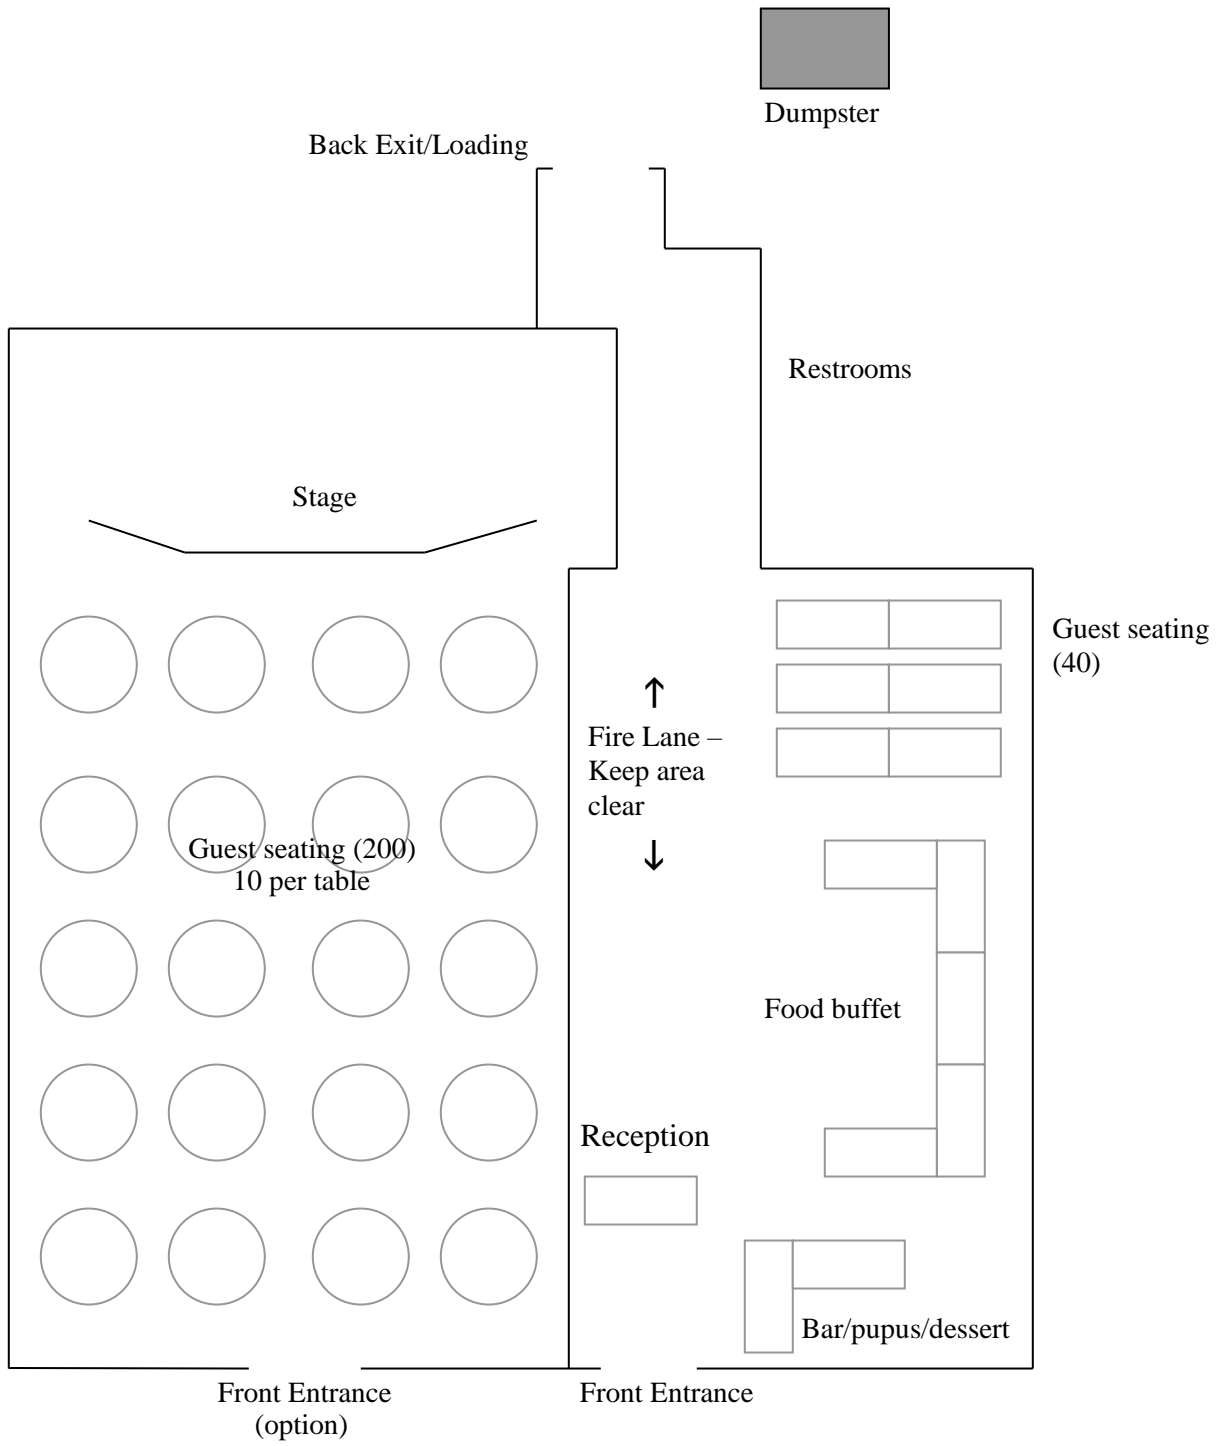 Dumpster
Back Exit/Loading
Restrooms
Stage
Guest seating
(40)
Fire Lane –
Keep area
clear
Guest seating (200)
10 per table
Food buffet
Reception
Bar/pupus/dessert
Front Entrance
(option)
Front Entrance